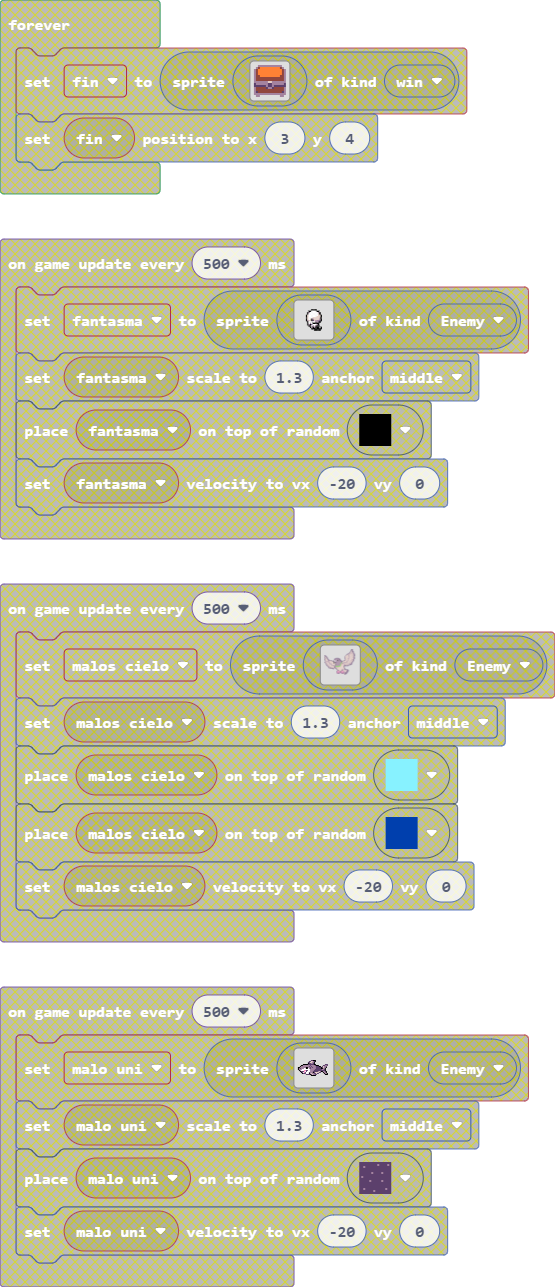 forever
set fin to sprite of kind win
set fin position to x 3 y 4
on game update every 500 ms
set fantasma to sprite of kind Enemy
set fantasma scale to 1.3 anchor middle
place fantasma on top of random
set fantasma velocity to vx -20 vy 0
on game update every 500 ms
set malos cielo to sprite of kind Enemy
set malos cielo scale to 1.3 anchor middle
place malos cielo on top of random
place malos cielo on top of random
set malos cielo velocity to vx -20 vy 0
on game update every 500 ms
set malo uni to sprite of kind Enemy
set malo uni scale to 1.3 anchor middle
place malo uni on top of random
set malo uni velocity to vx -20 vy 0